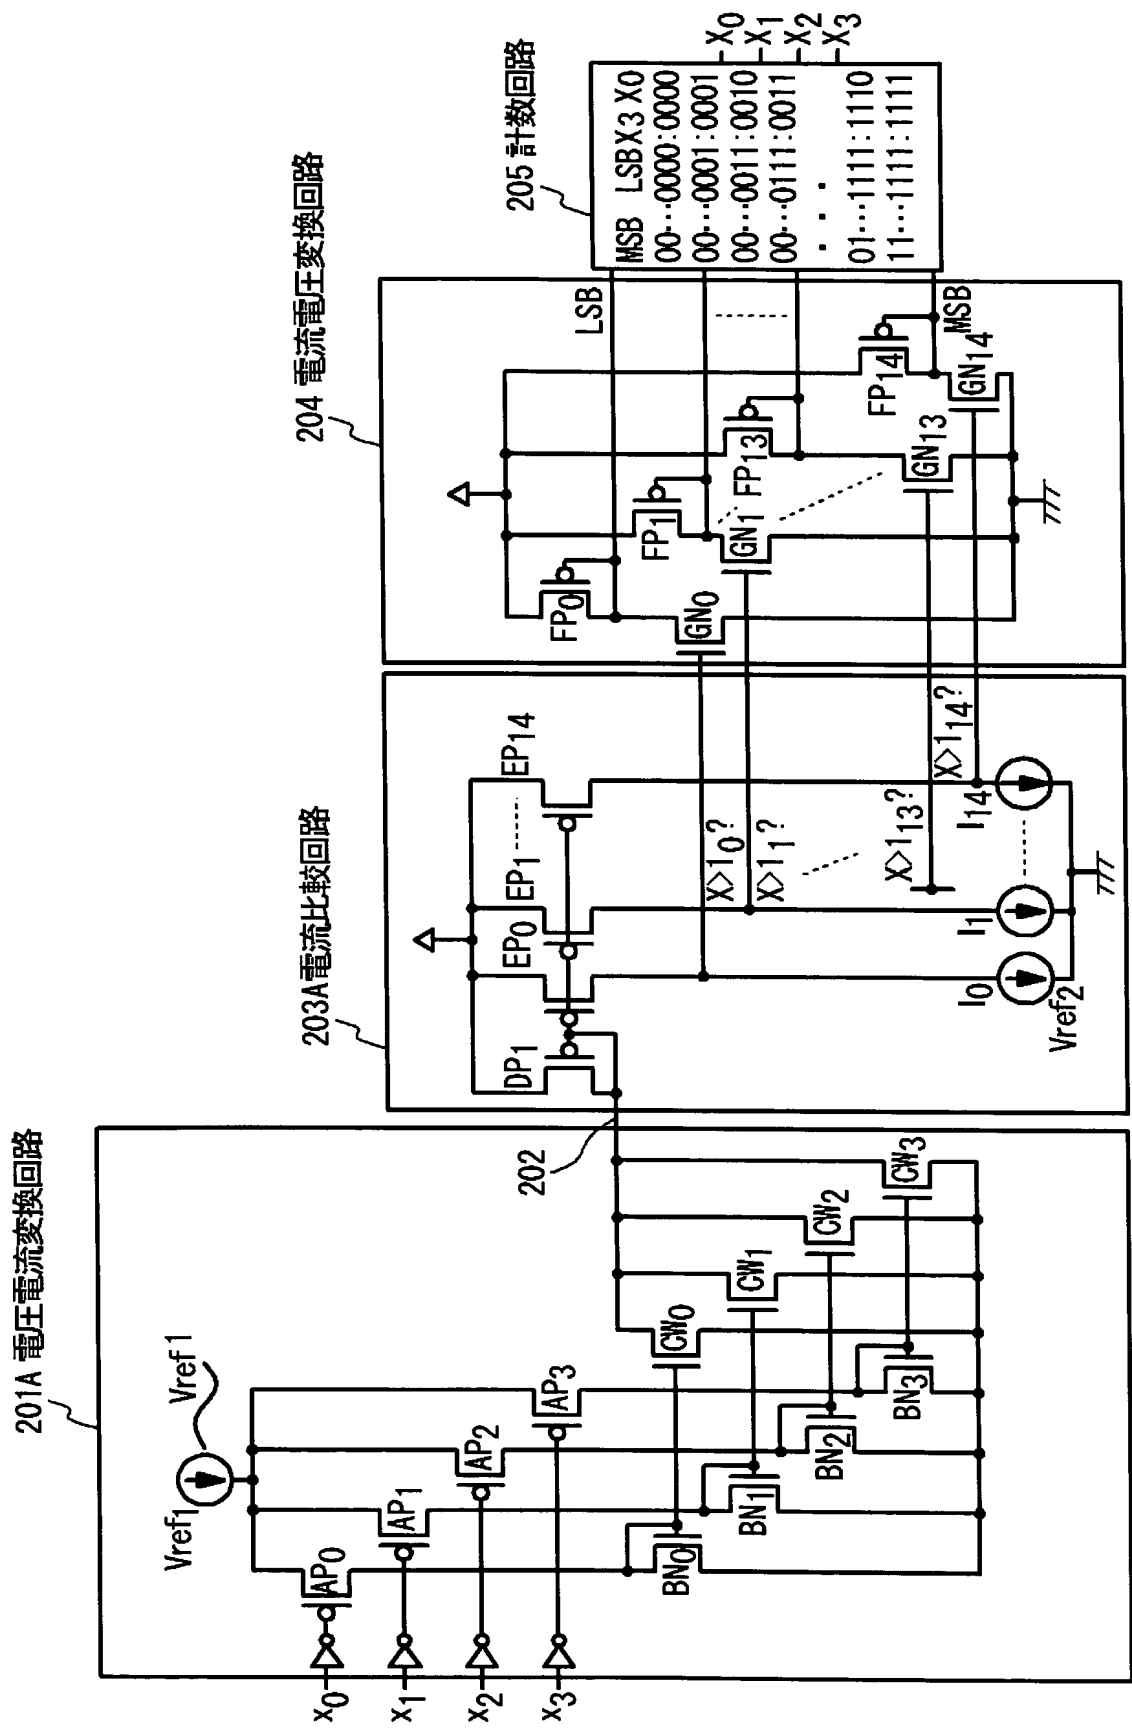 201A 電圧電流変換回路
Vref1
Vref1
AP0
AP1
AP2
AP3
x0
x1
x2
x3
BN0
BN1
BN2
BN3
CW0
CW1
CW2
CW3
202
203A電流比較回路
DP1
EP0
EP1
EP14
X>I0?
X>I1?
X>I13?
X>I14?
I0
I1
I14
Vref2
204 電流電圧変換回路
FP0
FP1
FP13
FP14
GN0
GN1
GN13
GN14
LSB
MSB
205 計数回路
MSB LSBX3 X0
00···0000:0000
00···0001:0001
00···0011:0010
00···0111:0011
· · ·
01···1111:1110
11···1111:1111
X0
X1
X2
X3